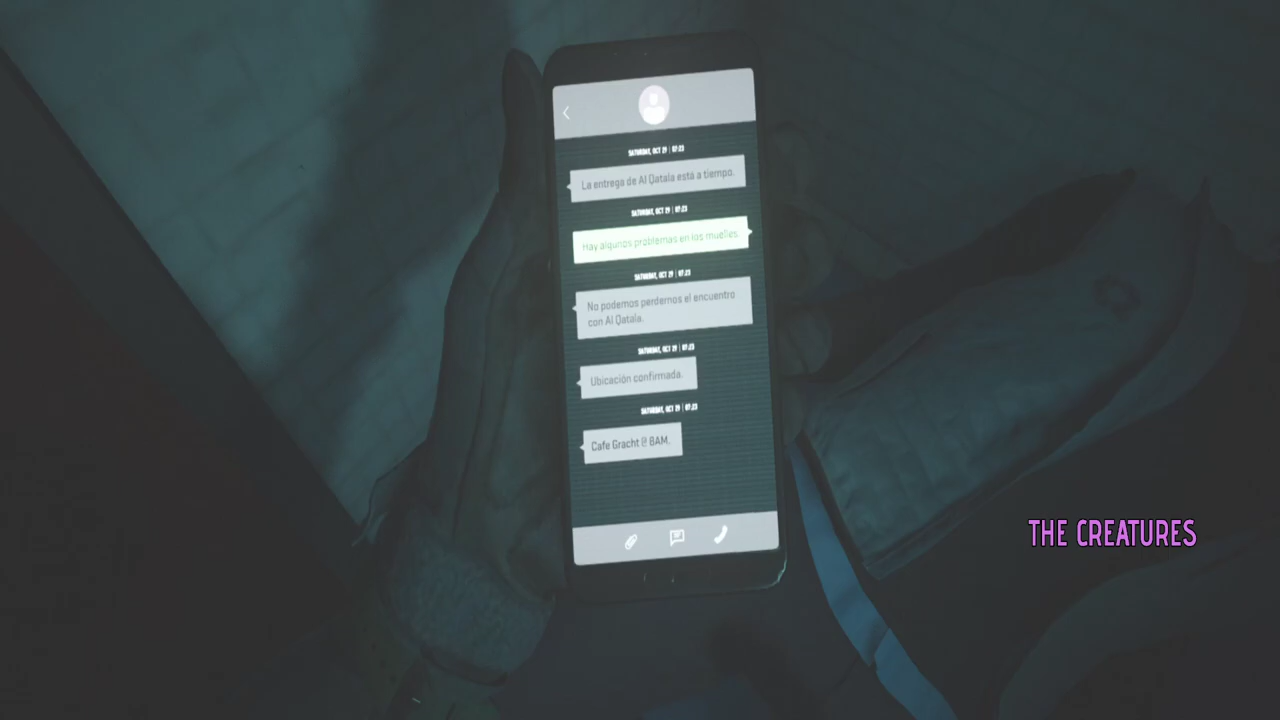 SATURDAY, OCT 29 | 07:23
La entrega de Al Qatala está a tiempo.
SATURDAY, OCT 29 | 07:23
Hay algunos problemas en los muelles.
SATURDAY, OCT 29 | 07:23
No podemos perdernos el encuentro
con Al Qatala.
SATURDAY, OCT 29 | 07:23
Ubicación confirmada.
SATURDAY, OCT 29 | 07:23
Cafe Gracht @ 8AM.
THE CREATURES